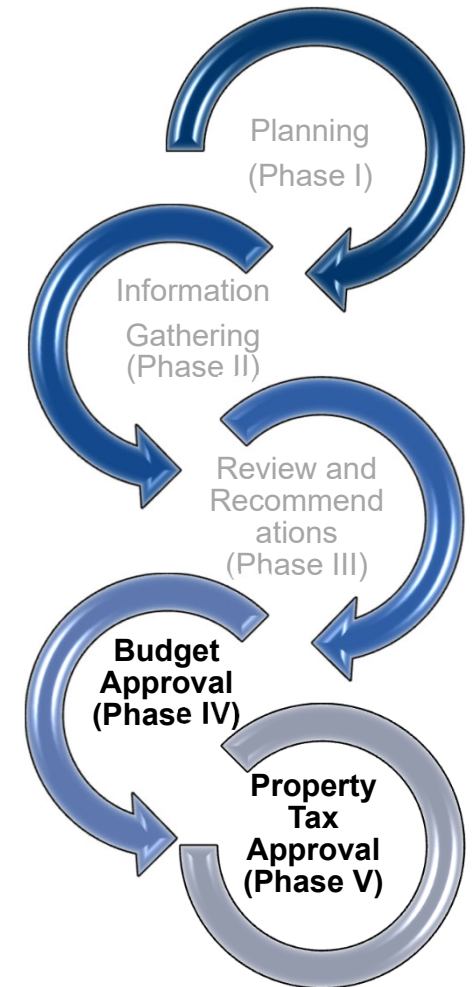 Planning
(Phase I)
Information
Gathering
(Phase II)
Review and
Recommend
ations
(Phase III)
Budget
Approval
(Phase IV)
Property
Tax
Approval
(Phase V)